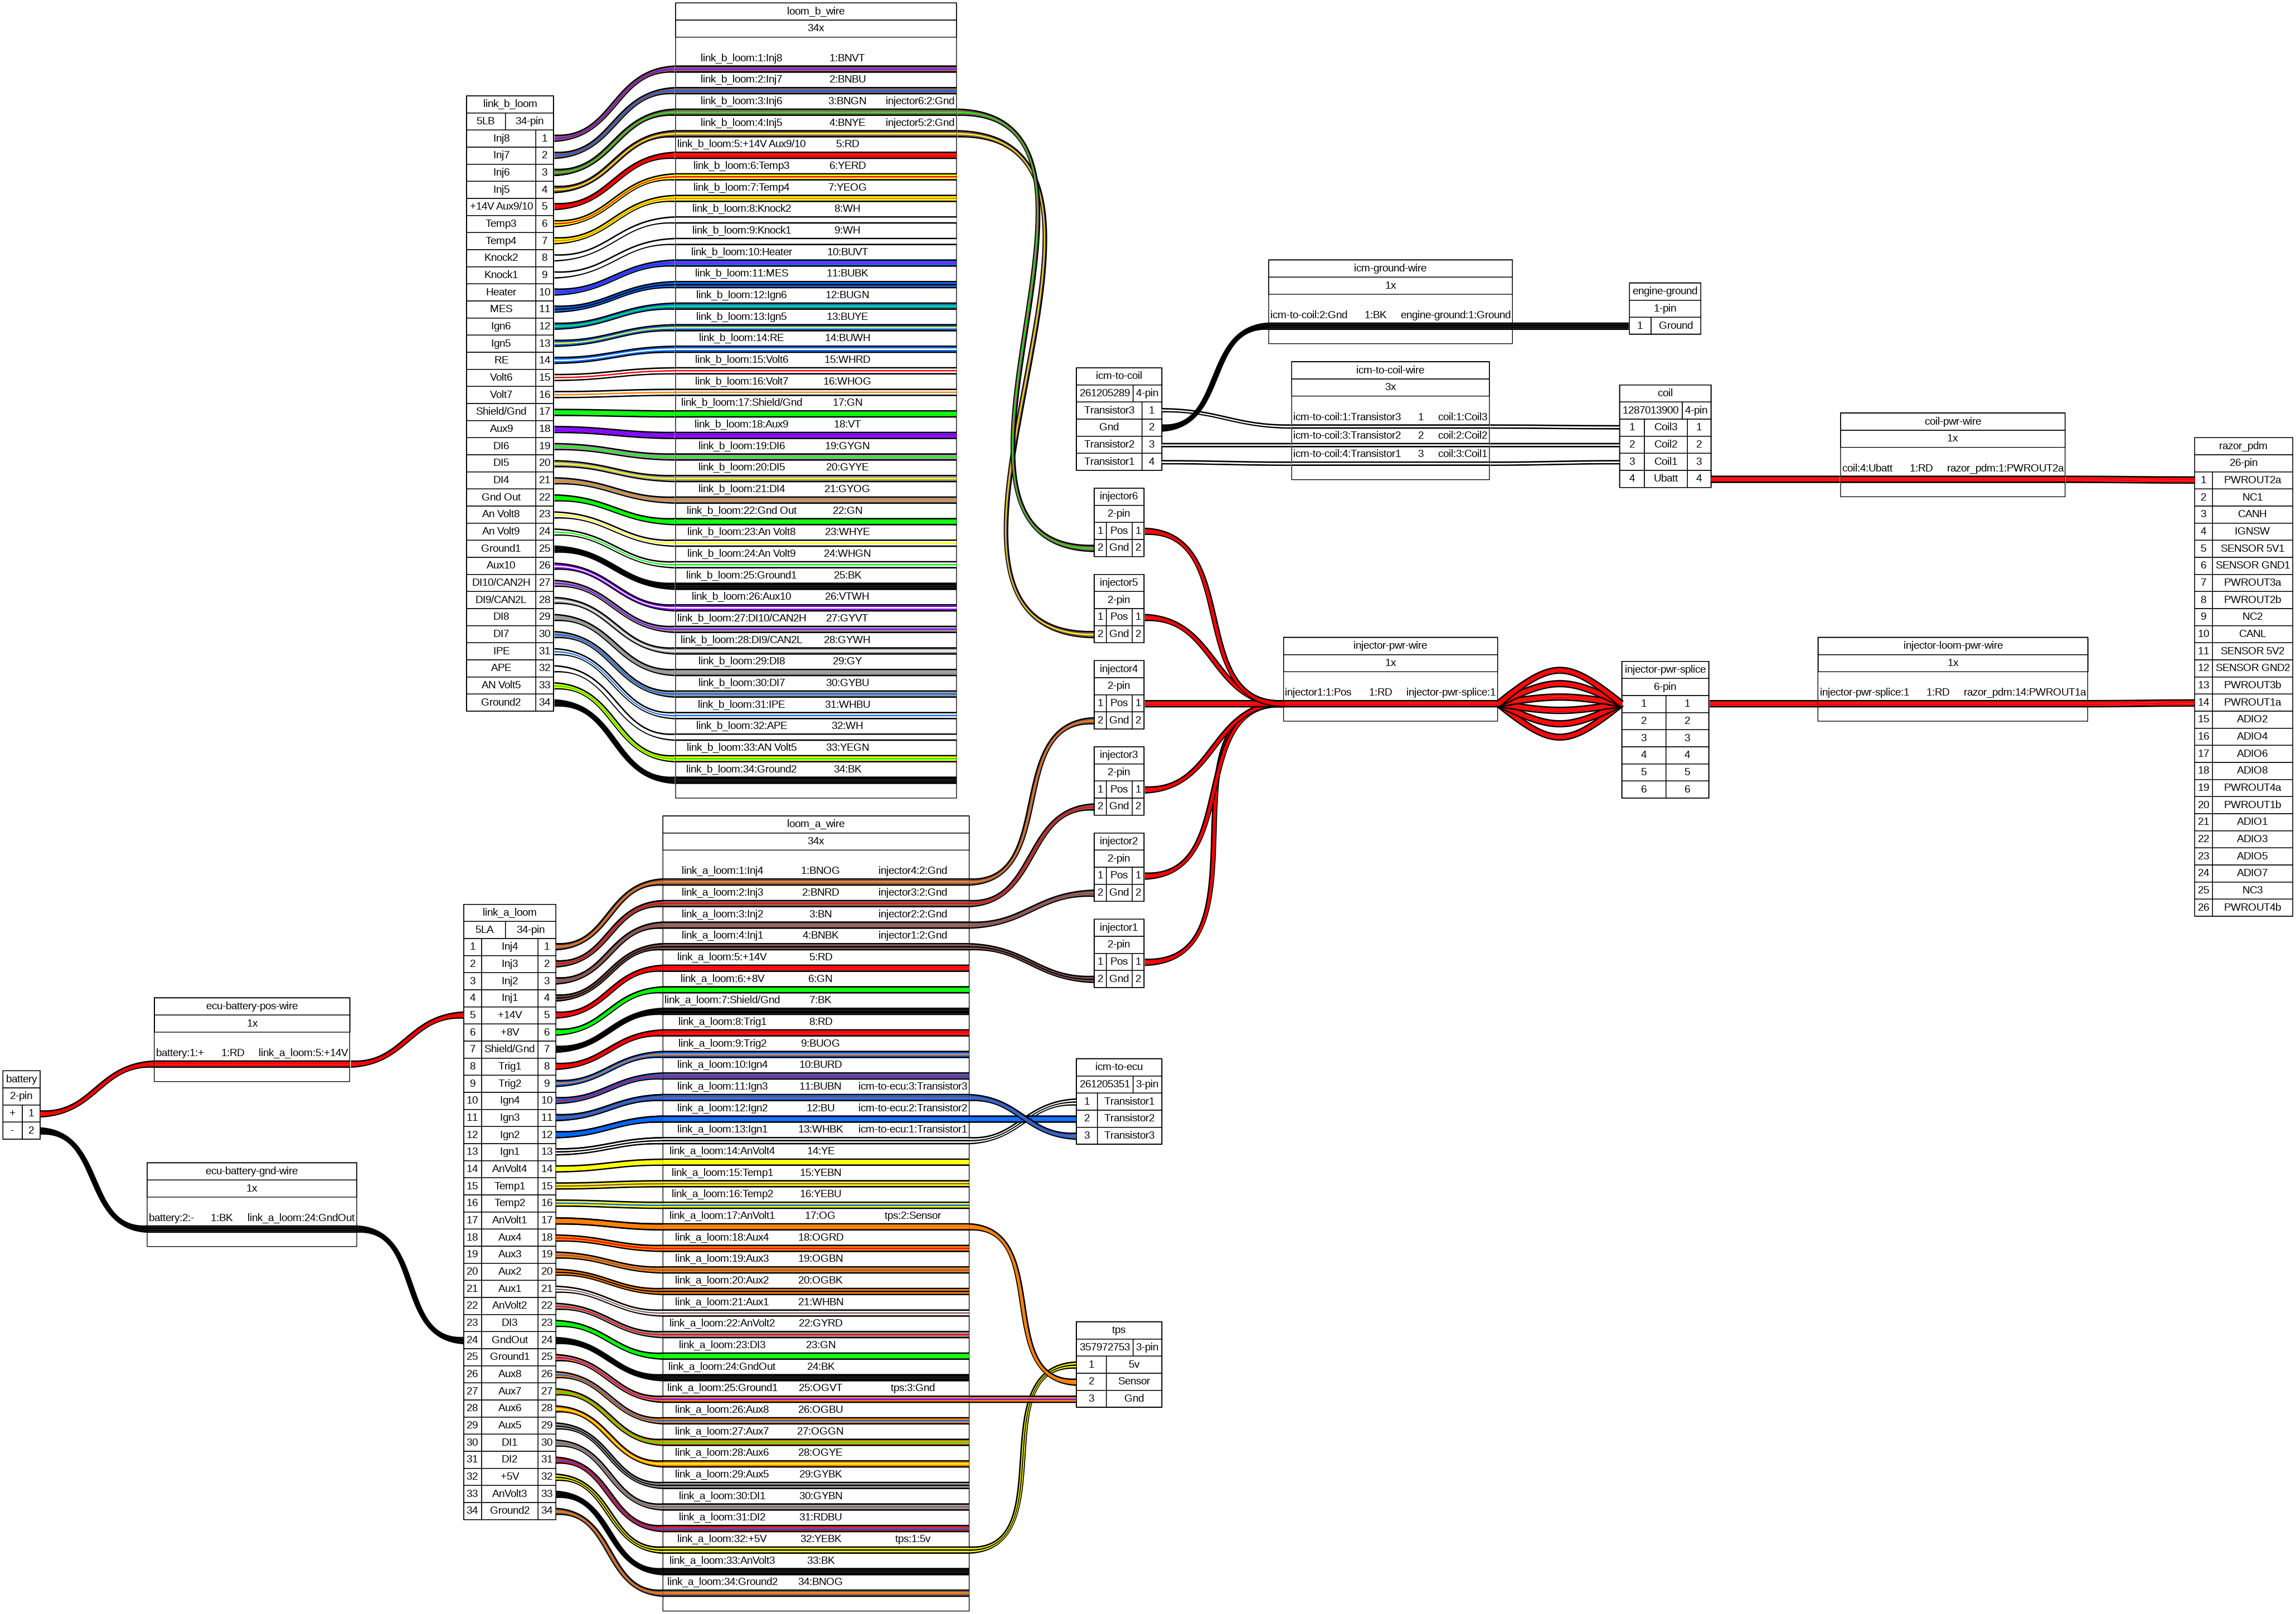 loom_b_wire
34x
link_b_loom:1:Inj8 1:BNVT
link_b_loom:2:Inj7 2:BNBU
link_b_loom:3:Inj6 3:BNGN injector6:2:Gnd
link_b_loom:4:Inj5 4:BNYE injector5:2:Gnd
link_b_loom:5:+14V Aux9/10 5:RD
link_b_loom:6:Temp3 6:YERD
link_b_loom:7:Temp4 7:YEOG
link_b_loom:8:Knock2 8:WH
link_b_loom:9:Knock1 9:WH
link_b_loom:10:Heater 10:BUVT
link_b_loom:11:MES 11:BUBK
link_b_loom:12:Ign6 12:BUGN
link_b_loom:13:Ign5 13:BUYE
link_b_loom:14:RE 14:BUWH
link_b_loom:15:Volt6 15:WHRD
link_b_loom:16:Volt7 16:WHOG
link_b_loom:17:Shield/Gnd 17:GN
link_b_loom:18:Aux9 18:VT
link_b_loom:19:DI6 19:GYGN
link_b_loom:20:DI5 20:GYYE
link_b_loom:21:DI4 21:GYOG
link_b_loom:22:Gnd Out 22:GN
link_b_loom:23:An Volt8 23:WHYE
link_b_loom:24:An Volt9 24:WHGN
link_b_loom:25:Ground1 25:BK
link_b_loom:26:Aux10 26:VTWH
link_b_loom:27:DI10/CAN2H 27:GYVT
link_b_loom:28:DI9/CAN2L 28:GYWH
link_b_loom:29:DI8 29:GY
link_b_loom:30:DI7 30:GYBU
link_b_loom:31:IPE 31:WHBU
link_b_loom:32:APE 32:WH
link_b_loom:33:AN Volt5 33:YEGN
link_b_loom:34:Ground2 34:BK
link_b_loom
5LB 34-pin
Inj8 1
Inj7 2
Inj6 3
Inj5 4
+14V Aux9/10 5
Temp3 6
Temp4 7
Knock2 8
Knock1 9
Heater 10
MES 11
Ign6 12
Ign5 13
RE 14
Volt6 15
Volt7 16
Shield/Gnd 17
Aux9 18
DI6 19
DI5 20
DI4 21
Gnd Out 22
An Volt8 23
An Volt9 24
Ground1 25
Aux10 26
DI10/CAN2H 27
DI9/CAN2L 28
DI8 29
DI7 30
IPE 31
APE 32
AN Volt5 33
Ground2 34
icm-ground-wire
1x
icm-to-coil:2:Gnd 1:BK engine-ground:1:Ground
engine-ground
1-pin
1 Ground
icm-to-coil
261205289 4-pin
Transistor3 1
Gnd 2
Transistor2 3
Transistor1 4
icm-to-coil-wire
3x
icm-to-coil:1:Transistor3 1 coil:1:Coil3
icm-to-coil:3:Transistor2 2 coil:2:Coil2
icm-to-coil:4:Transistor1 3 coil:3:Coil1
coil
1287013900 4-pin
1 Coil3 1
2 Coil2 2
3 Coil1 3
4 Ubatt 4
coil-pwr-wire
1x
coil:4:Ubatt 1:RD razor_pdm:1:PWROUT2a
razor_pdm
26-pin
1 PWROUT2a
2 NC1
3 CANH
4 IGNSW
5 SENSOR 5V1
6 SENSOR GND1
7 PWROUT3a
8 PWROUT2b
9 NC2
10 CANL
11 SENSOR 5V2
12 SENSOR GND2
13 PWROUT3b
14 PWROUT1a
15 ADIO2
16 ADIO4
17 ADIO6
18 ADIO8
19 PWROUT4a
20 PWROUT1b
21 ADIO1
22 ADIO3
23 ADIO5
24 ADIO7
25 NC3
26 PWROUT4b
injector6
2-pin
1 Pos 1
2 Gnd 2
injector5
2-pin
1 Pos 1
2 Gnd 2
injector4
2-pin
1 Pos 1
2 Gnd 2
injector3
2-pin
1 Pos 1
2 Gnd 2
injector2
2-pin
1 Pos 1
2 Gnd 2
injector1
2-pin
1 Pos 1
2 Gnd 2
injector-pwr-wire
1x
injector1:1:Pos 1:RD injector-pwr-splice:1
injector-pwr-splice
6-pin
1 1
2 2
3 3
4 4
5 5
6 6
injector-loom-pwr-wire
1x
injector-pwr-splice:1 1:RD razor_pdm:14:PWROUT1a
loom_a_wire
34x
link_a_loom:1:Inj4 1:BNOG injector4:2:Gnd
link_a_loom:2:Inj3 2:BNRD injector3:2:Gnd
link_a_loom:3:Inj2 3:BN injector2:2:Gnd
link_a_loom:4:Inj1 4:BNBK injector1:2:Gnd
link_a_loom:5:+14V 5:RD
link_a_loom:6:+8V 6:GN
link_a_loom:7:Shield/Gnd 7:BK
link_a_loom:8:Trig1 8:RD
link_a_loom:9:Trig2 9:BUOG
link_a_loom:10:Ign4 10:BURD
link_a_loom:11:Ign3 11:BUBN icm-to-ecu:3:Transistor3
link_a_loom:12:Ign2 12:BU icm-to-ecu:2:Transistor2
link_a_loom:13:Ign1 13:WHBK icm-to-ecu:1:Transistor1
link_a_loom:14:AnVolt4 14:YE
link_a_loom:15:Temp1 15:YEBN
link_a_loom:16:Temp2 16:YEBU
link_a_loom:17:AnVolt1 17:OG tps:2:Sensor
link_a_loom:18:Aux4 18:OGRD
link_a_loom:19:Aux3 19:OGBN
link_a_loom:20:Aux2 20:OGBK
link_a_loom:21:Aux1 21:WHBN
link_a_loom:22:AnVolt2 22:GYRD
link_a_loom:23:DI3 23:GN
link_a_loom:24:GndOut 24:BK
link_a_loom:25:Ground1 25:OGVT tps:3:Gnd
link_a_loom:26:Aux8 26:OGBU
link_a_loom:27:Aux7 27:OGGN
link_a_loom:28:Aux6 28:OGYE
link_a_loom:29:Aux5 29:GYBK
link_a_loom:30:DI1 30:GYBN
link_a_loom:31:DI2 31:RDBU
link_a_loom:32:+5V 32:YEBK tps:1:5v
link_a_loom:33:AnVolt3 33:BK
link_a_loom:34:Ground2 34:BNOG
link_a_loom
5LA 34-pin
1 Inj4 1
2 Inj3 2
3 Inj2 3
4 Inj1 4
5 +14V 5
6 +8V 6
7 Shield/Gnd 7
8 Trig1 8
9 Trig2 9
10 Ign4 10
11 Ign3 11
12 Ign2 12
13 Ign1 13
14 AnVolt4 14
15 Temp1 15
16 Temp2 16
17 AnVolt1 17
18 Aux4 18
19 Aux3 19
20 Aux2 20
21 Aux1 21
22 AnVolt2 22
23 DI3 23
24 GndOut 24
25 Ground1 25
26 Aux8 26
27 Aux7 27
28 Aux6 28
29 Aux5 29
30 DI1 30
31 DI2 31
32 +5V 32
33 AnVolt3 33
34 Ground2 34
ecu-battery-pos-wire
1x
battery:1:+ 1:RD link_a_loom:5:+14V
battery
2-pin
+ 1
- 2
ecu-battery-gnd-wire
1x
battery:2:- 1:BK link_a_loom:24:GndOut
icm-to-ecu
261205351 3-pin
1 Transistor1
2 Transistor2
3 Transistor3
tps
357972753 3-pin
1 5v
2 Sensor
3 Gnd